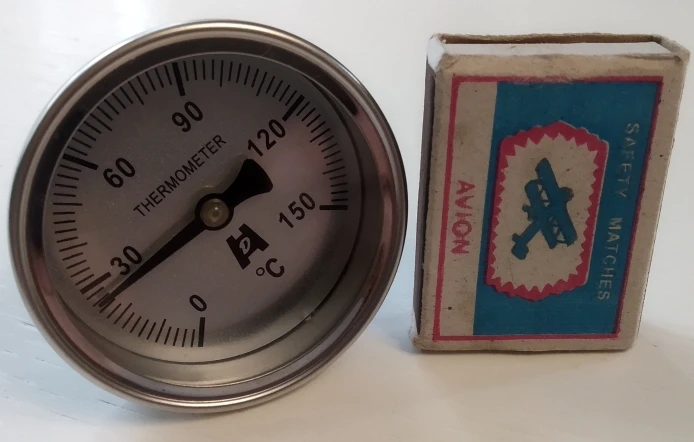 0
30
60
90
120
150
THERMOMETER
°C
SAFETY MATCHES
AVION